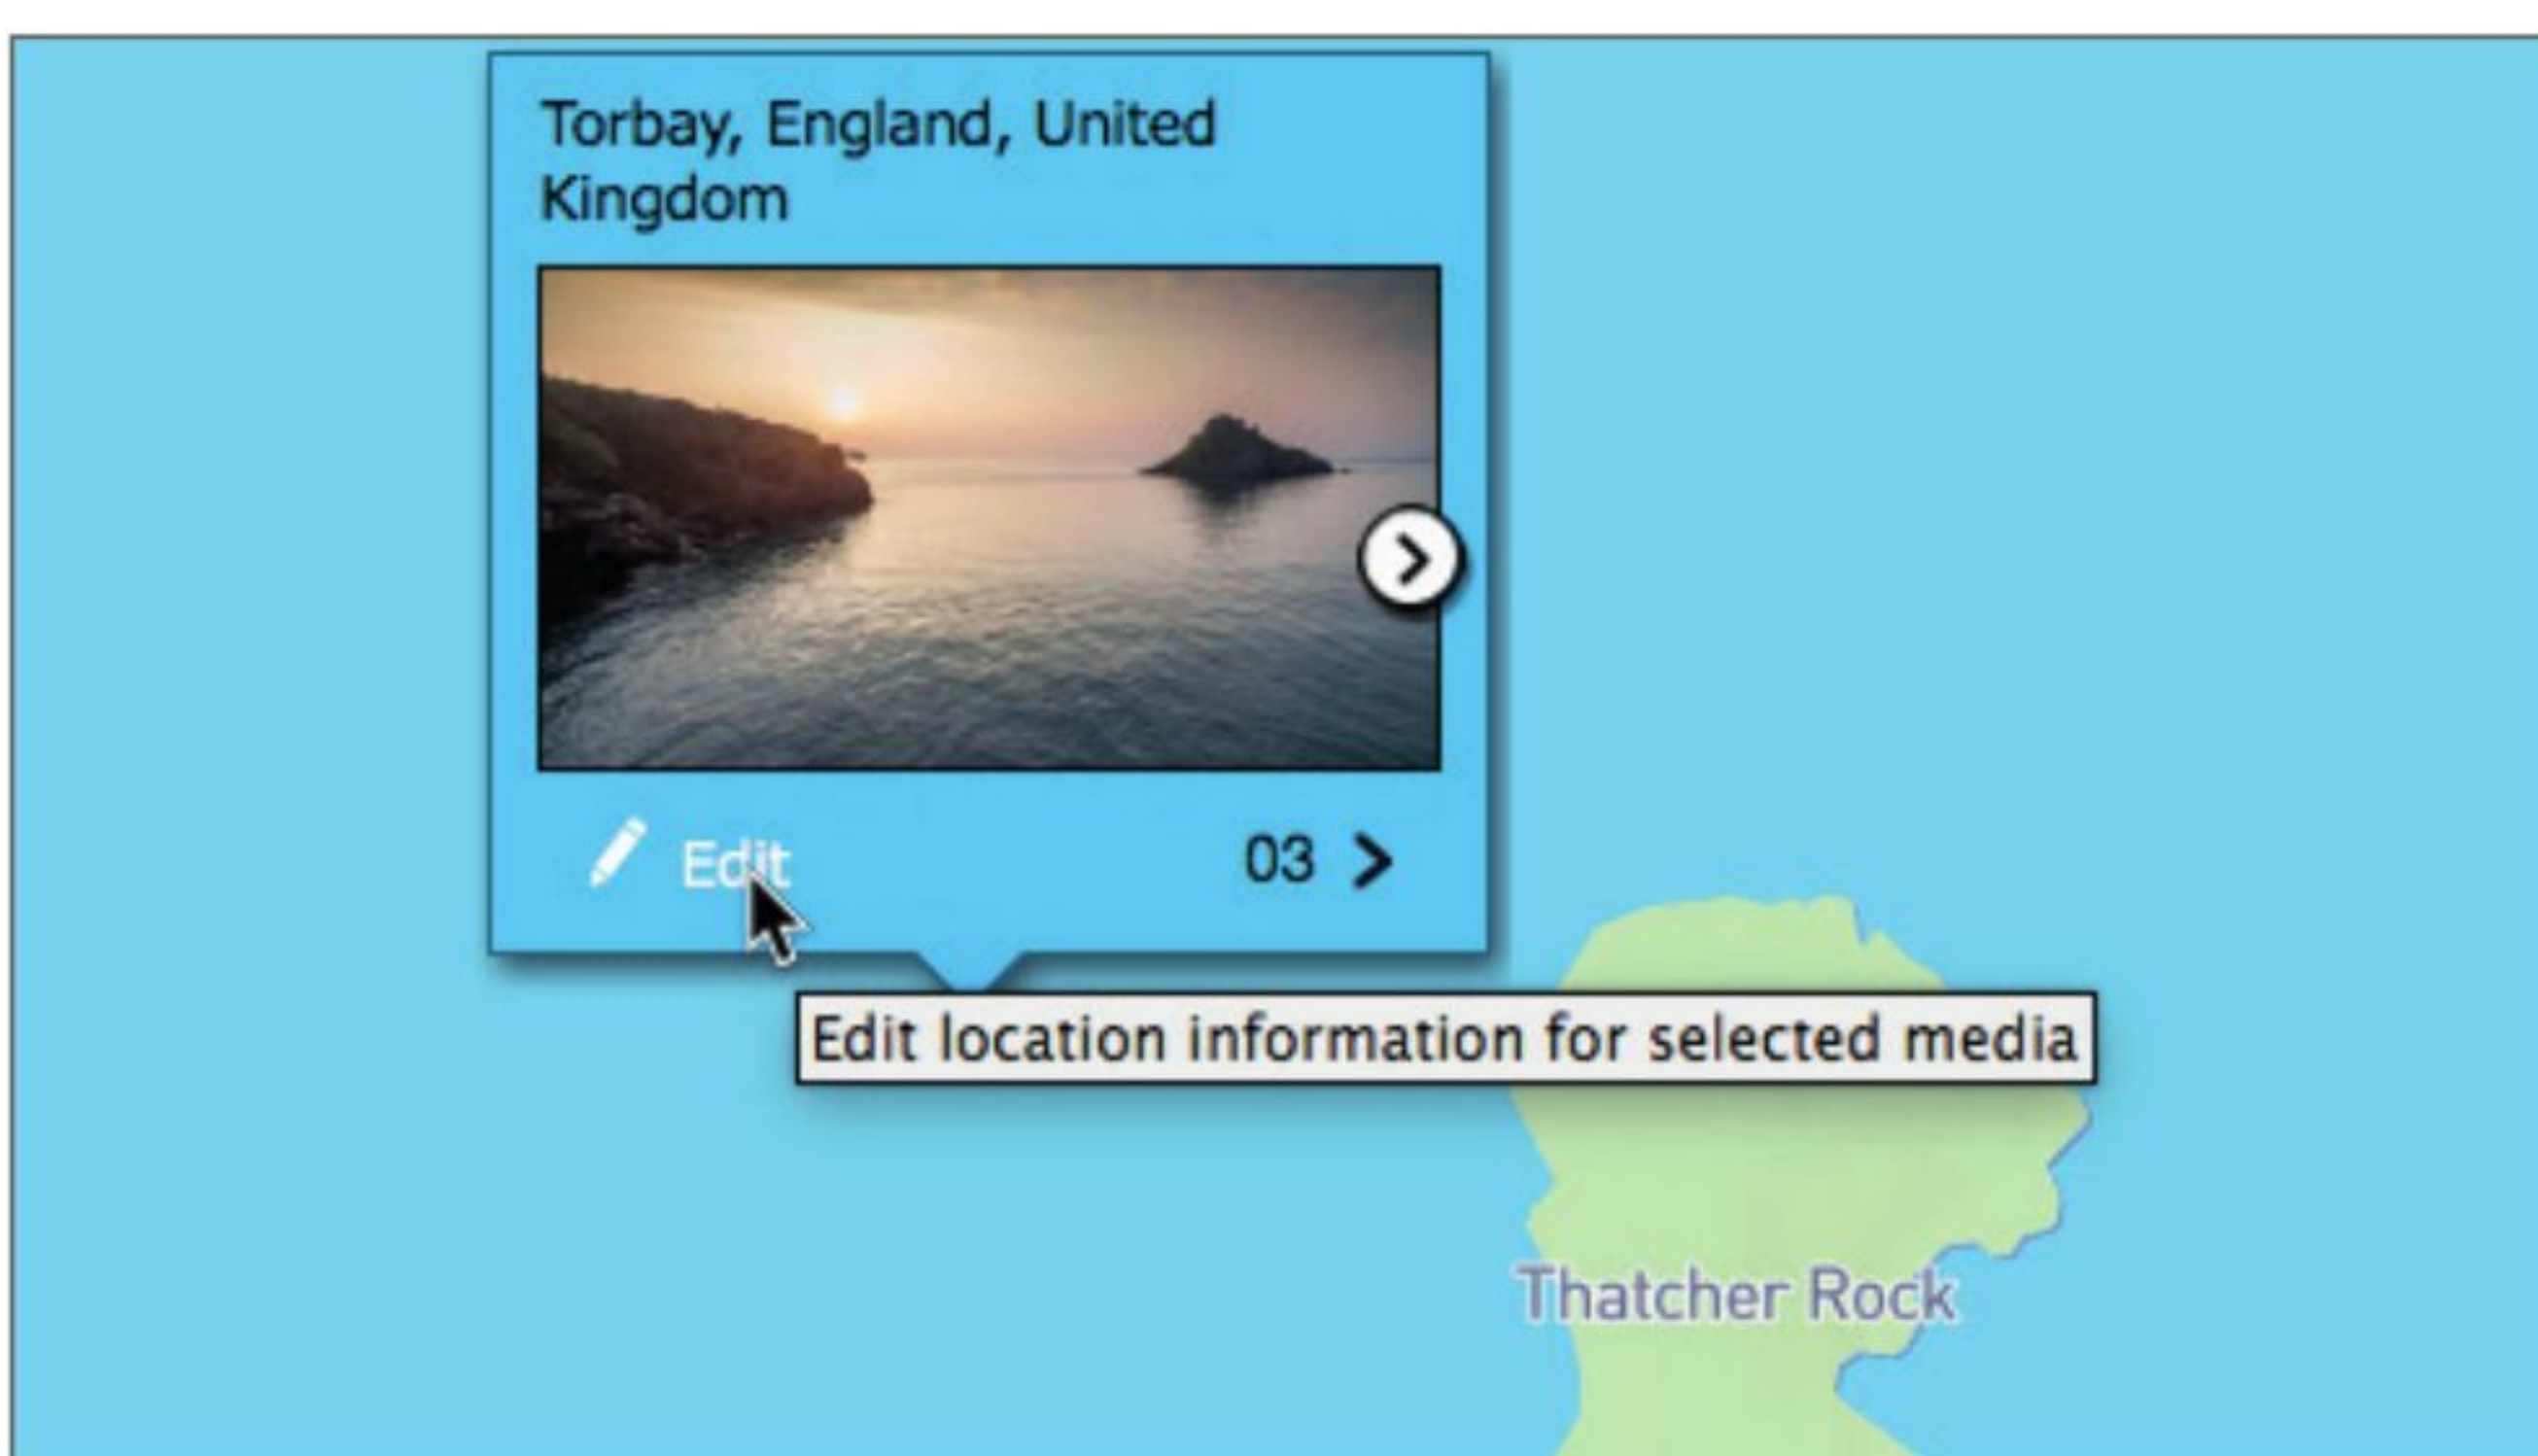 Torbay, England, United
Kingdom
Edit
03
Edit location information for selected media
Thatcher Rock